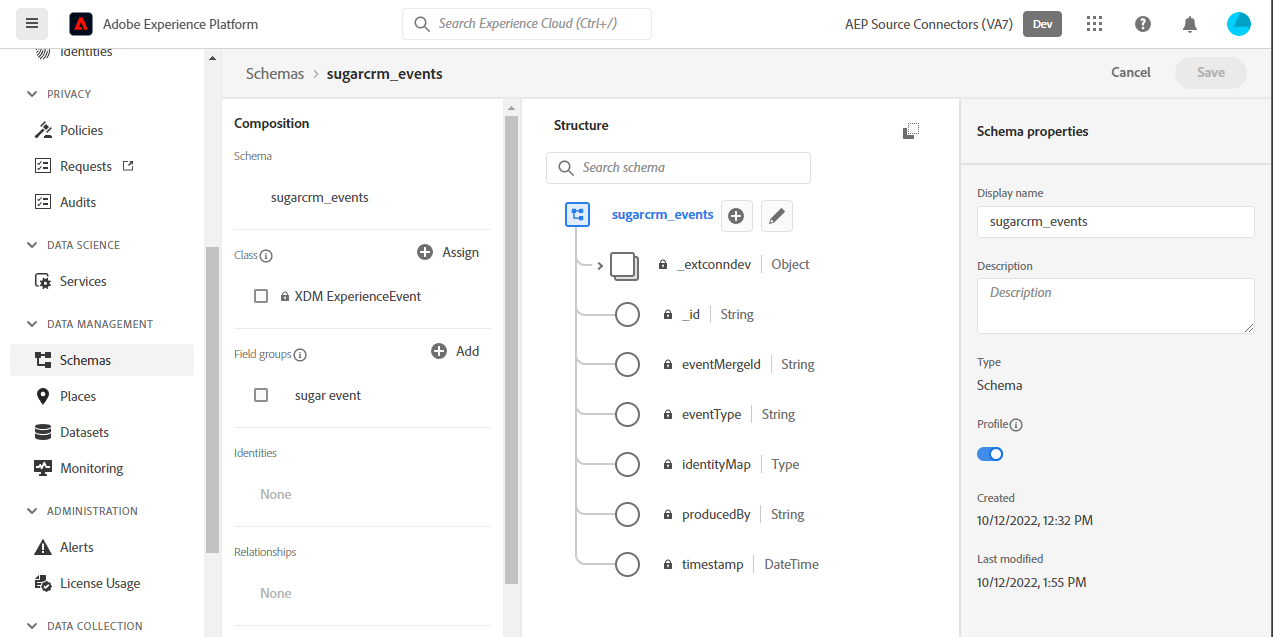 Adobe Experience Platform
Search Experience Cloud (Ctrl+/)
AEP Source Connectors (VA7)
Dev
Identities
PRIVACY
Policies
Requests
Audits
DATA SCIENCE
Services
DATA MANAGEMENT
Schemas
Places
Datasets
Monitoring
ADMINISTRATION
Alerts
License Usage
DATA COLLECTION
Schemas > sugarcrm_events
Cancel
Save
Composition
Schema
sugarcrm_events
Class
Assign
XDM ExperienceEvent
Field groups
Add
sugar event
Identities
None
Relationships
None
Structure
Search schema
sugarcrm_events
_extconndev | Object
_id | String
eventMergeId | String
eventType | String
identityMap | Type
producedBy | String
timestamp | DateTime
Schema properties
Display name
sugarcrm_events
Description
Description
Type
Schema
Profile
Created
10/12/2022, 12:32 PM
Last modified
10/12/2022, 1:55 PM